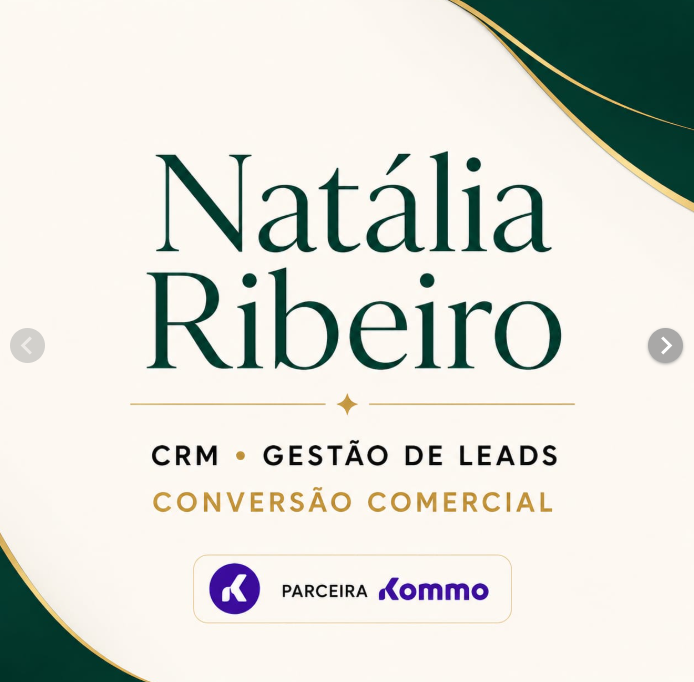 Natália
Ribeiro
CRM • GESTÃO DE LEADS
CONVERSÃO COMERCIAL
PARCEIRA Kommo